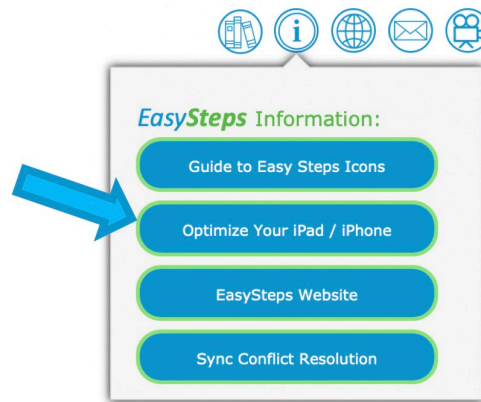 i
EasySteps Information:
Guide to Easy Steps Icons
Optimize Your iPad / iPhone
EasySteps Website
Sync Conflict Resolution